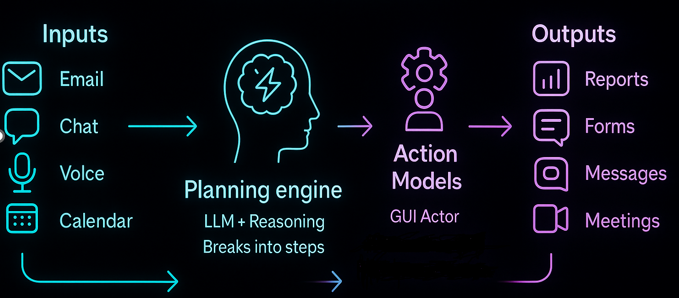 Inputs
Email
Chat
Volce
Calendar
Planning engine
LLM + Reasoning
Breaks into steps
Action
Models
GUI Actor
Outputs
Reports
Forms
Messages
Meetings